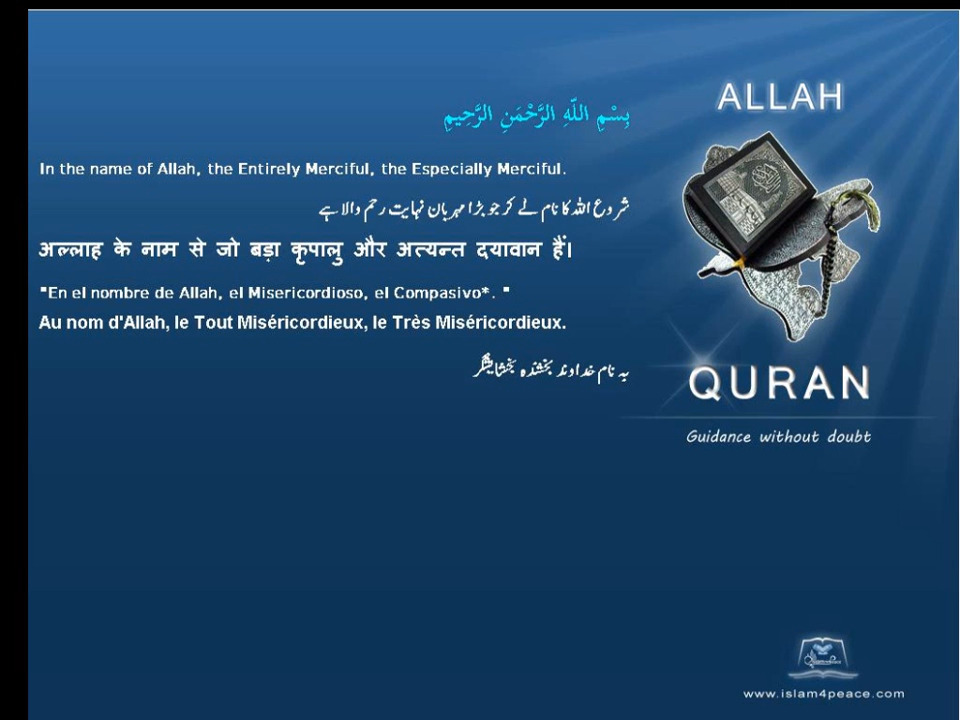 بِسْمِ اللّهِ الرَّحْمَنِ الرَّحِيمِ
In the name of Allah, the Entirely Merciful, the Especially Merciful.
شروع الله کا نام لے کر جو بڑا مہربان نہایت رحم والا ہے
अल्लाह के नाम से जो बड़ा कृपालु और अत्यन्त दयावान हैं।
"En el nombre de Allah, el Misericordioso, el Compasivo*. "
Au nom d'Allah, le Tout Miséricordieux, le Très Miséricordieux.
به نام خداوند بخشنده بخشایشگر
ALLAH
QURAN
Guidance without doubt
www.islam4peace.com